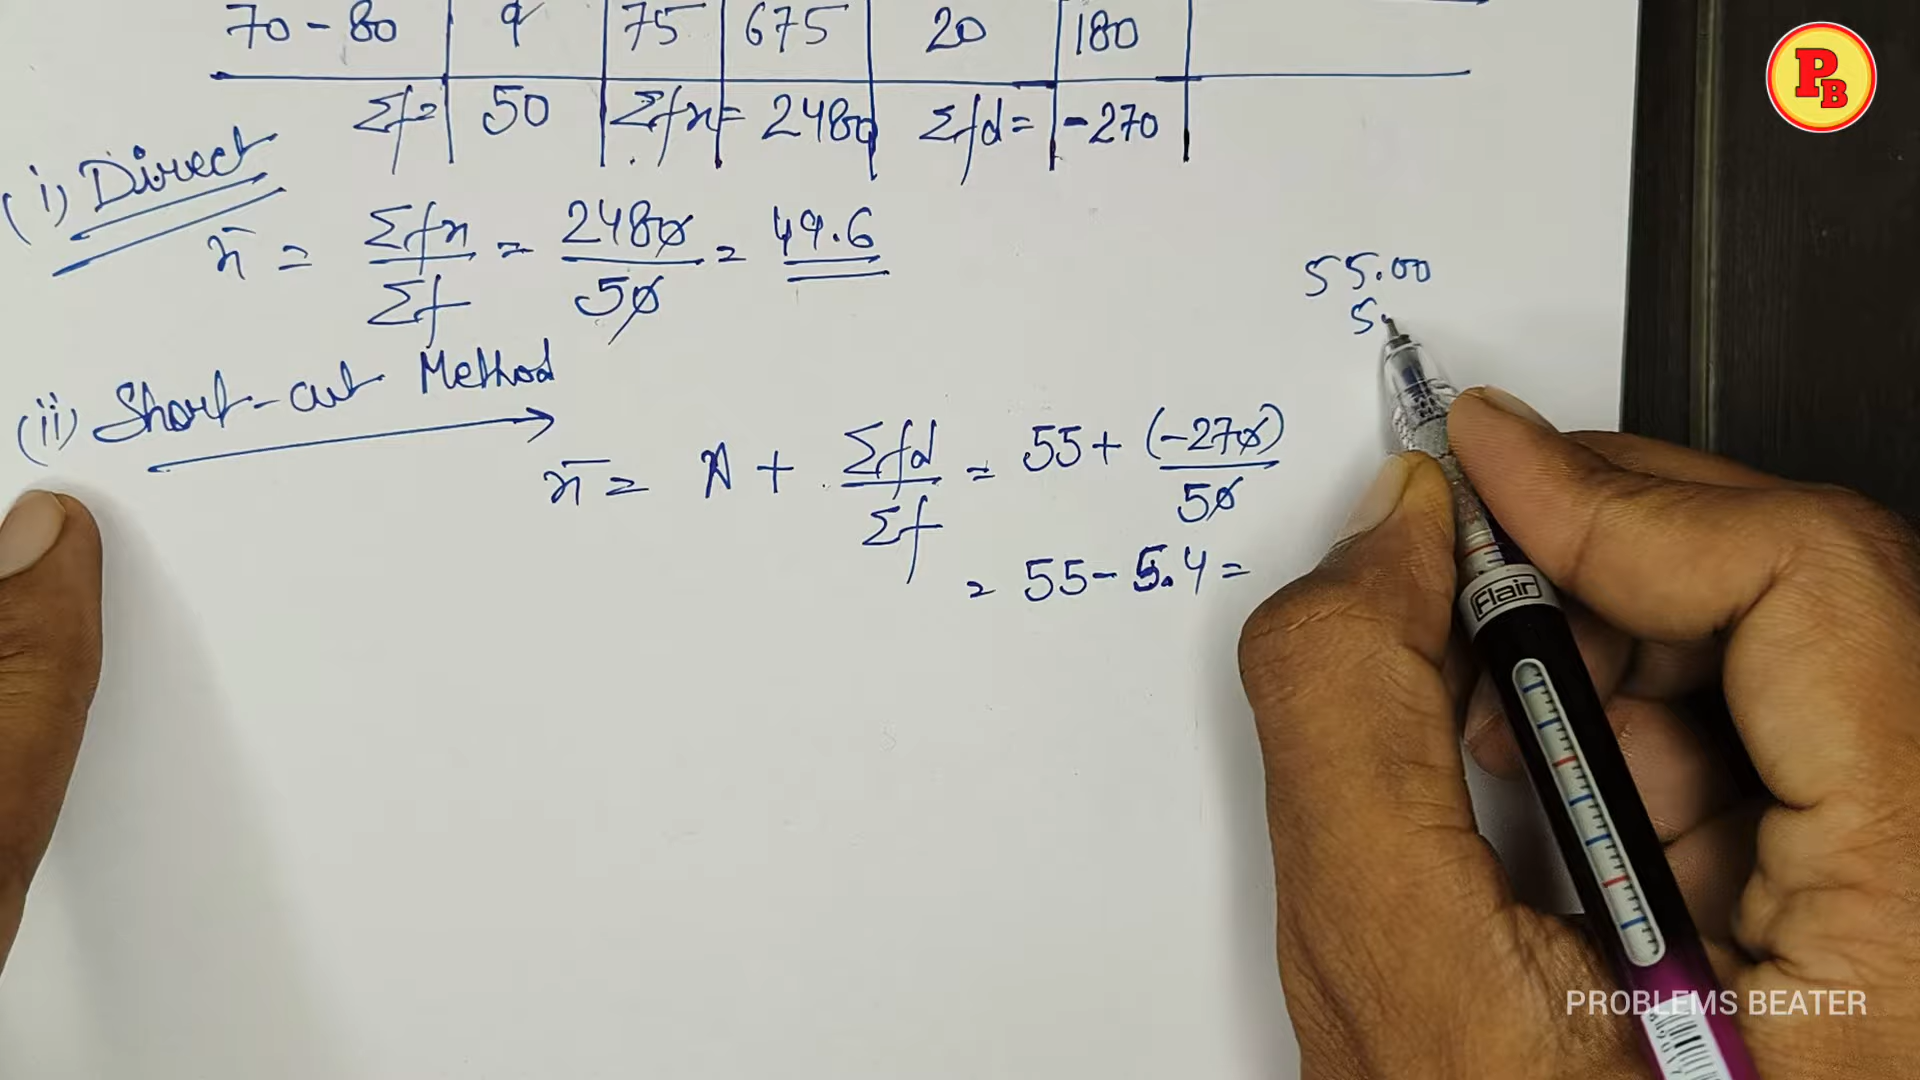 70 - 80 9 75 675 20 180
Σf= 50 Σfx= 2480 Σfd= -270
(i) Direct
x̄ = Σfx/Σf = 2480/50 = 49.6
55.00
5.
(ii) Short-cut Method
x̄ = A + Σfd/Σf = 55 + (-270)/50
= 55 - 5.4 =
Flair
PB
PROBLEMS BEATER